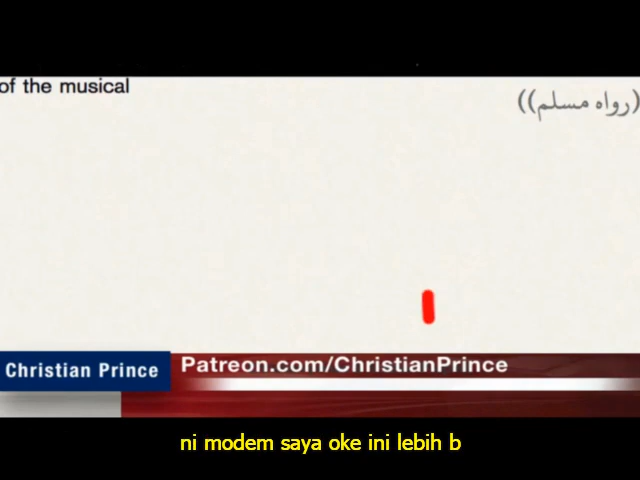 of the musical
(رواه مسلم))
Christian Prince
Patreon.com/ChristianPrince
ni modem saya oke ini lebih b